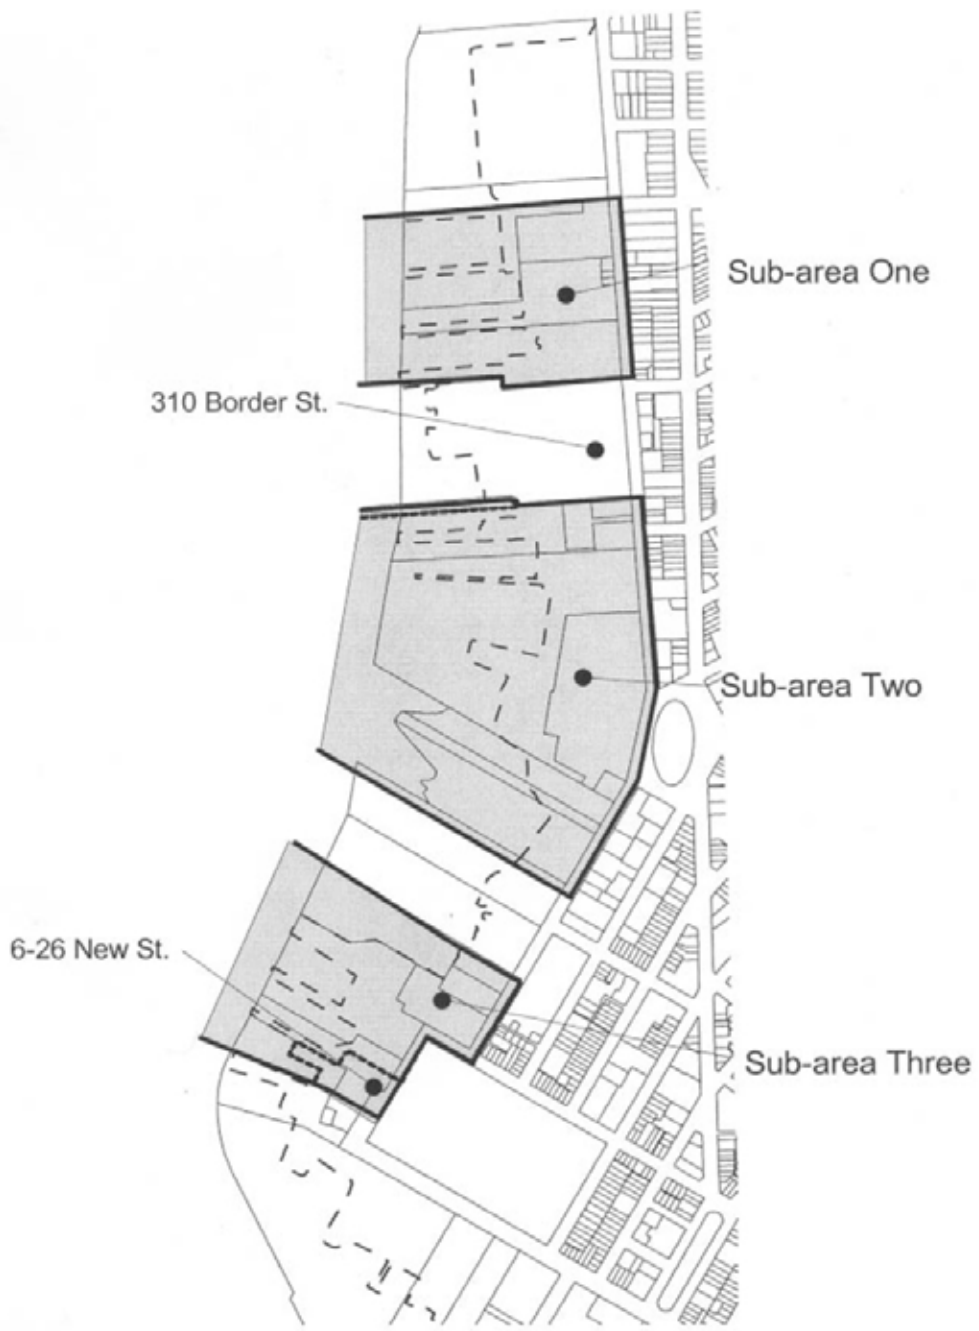 Sub-area One
310 Border St.
Sub-area Two
6-26 New St.
Sub-area Three